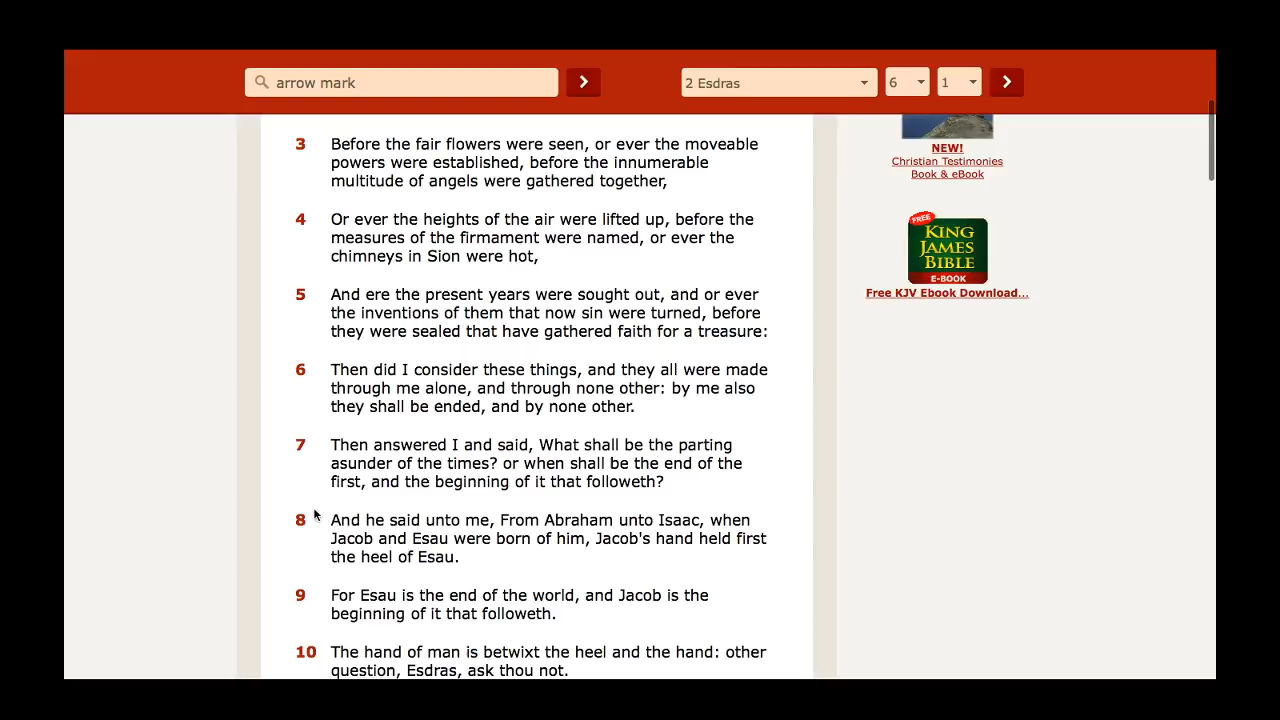 arrow mark
2 Esdras
6
1
3 Before the fair flowers were seen, or ever the moveable
powers were established, before the innumerable
multitude of angels were gathered together,
4 Or ever the heights of the air were lifted up, before the
measures of the firmament were named, or ever the
chimneys in Sion were hot,
5 And ere the present years were sought out, and or ever
the inventions of them that now sin were turned, before
they were sealed that have gathered faith for a treasure:
6 Then did I consider these things, and they all were made
through me alone, and through none other: by me also
they shall be ended, and by none other.
7 Then answered I and said, What shall be the parting
asunder of the times? or when shall be the end of the
first, and the beginning of it that followeth?
8 And he said unto me, From Abraham unto Isaac, when
Jacob and Esau were born of him, Jacob's hand held first
the heel of Esau.
9 For Esau is the end of the world, and Jacob is the
beginning of it that followeth.
10 The hand of man is betwixt the heel and the hand: other
question, Esdras, ask thou not.
NEW!
Christian Testimonies
Book & eBook
FREE
KING
JAMES
BIBLE
E-BOOK
Free KJV Ebook Download...